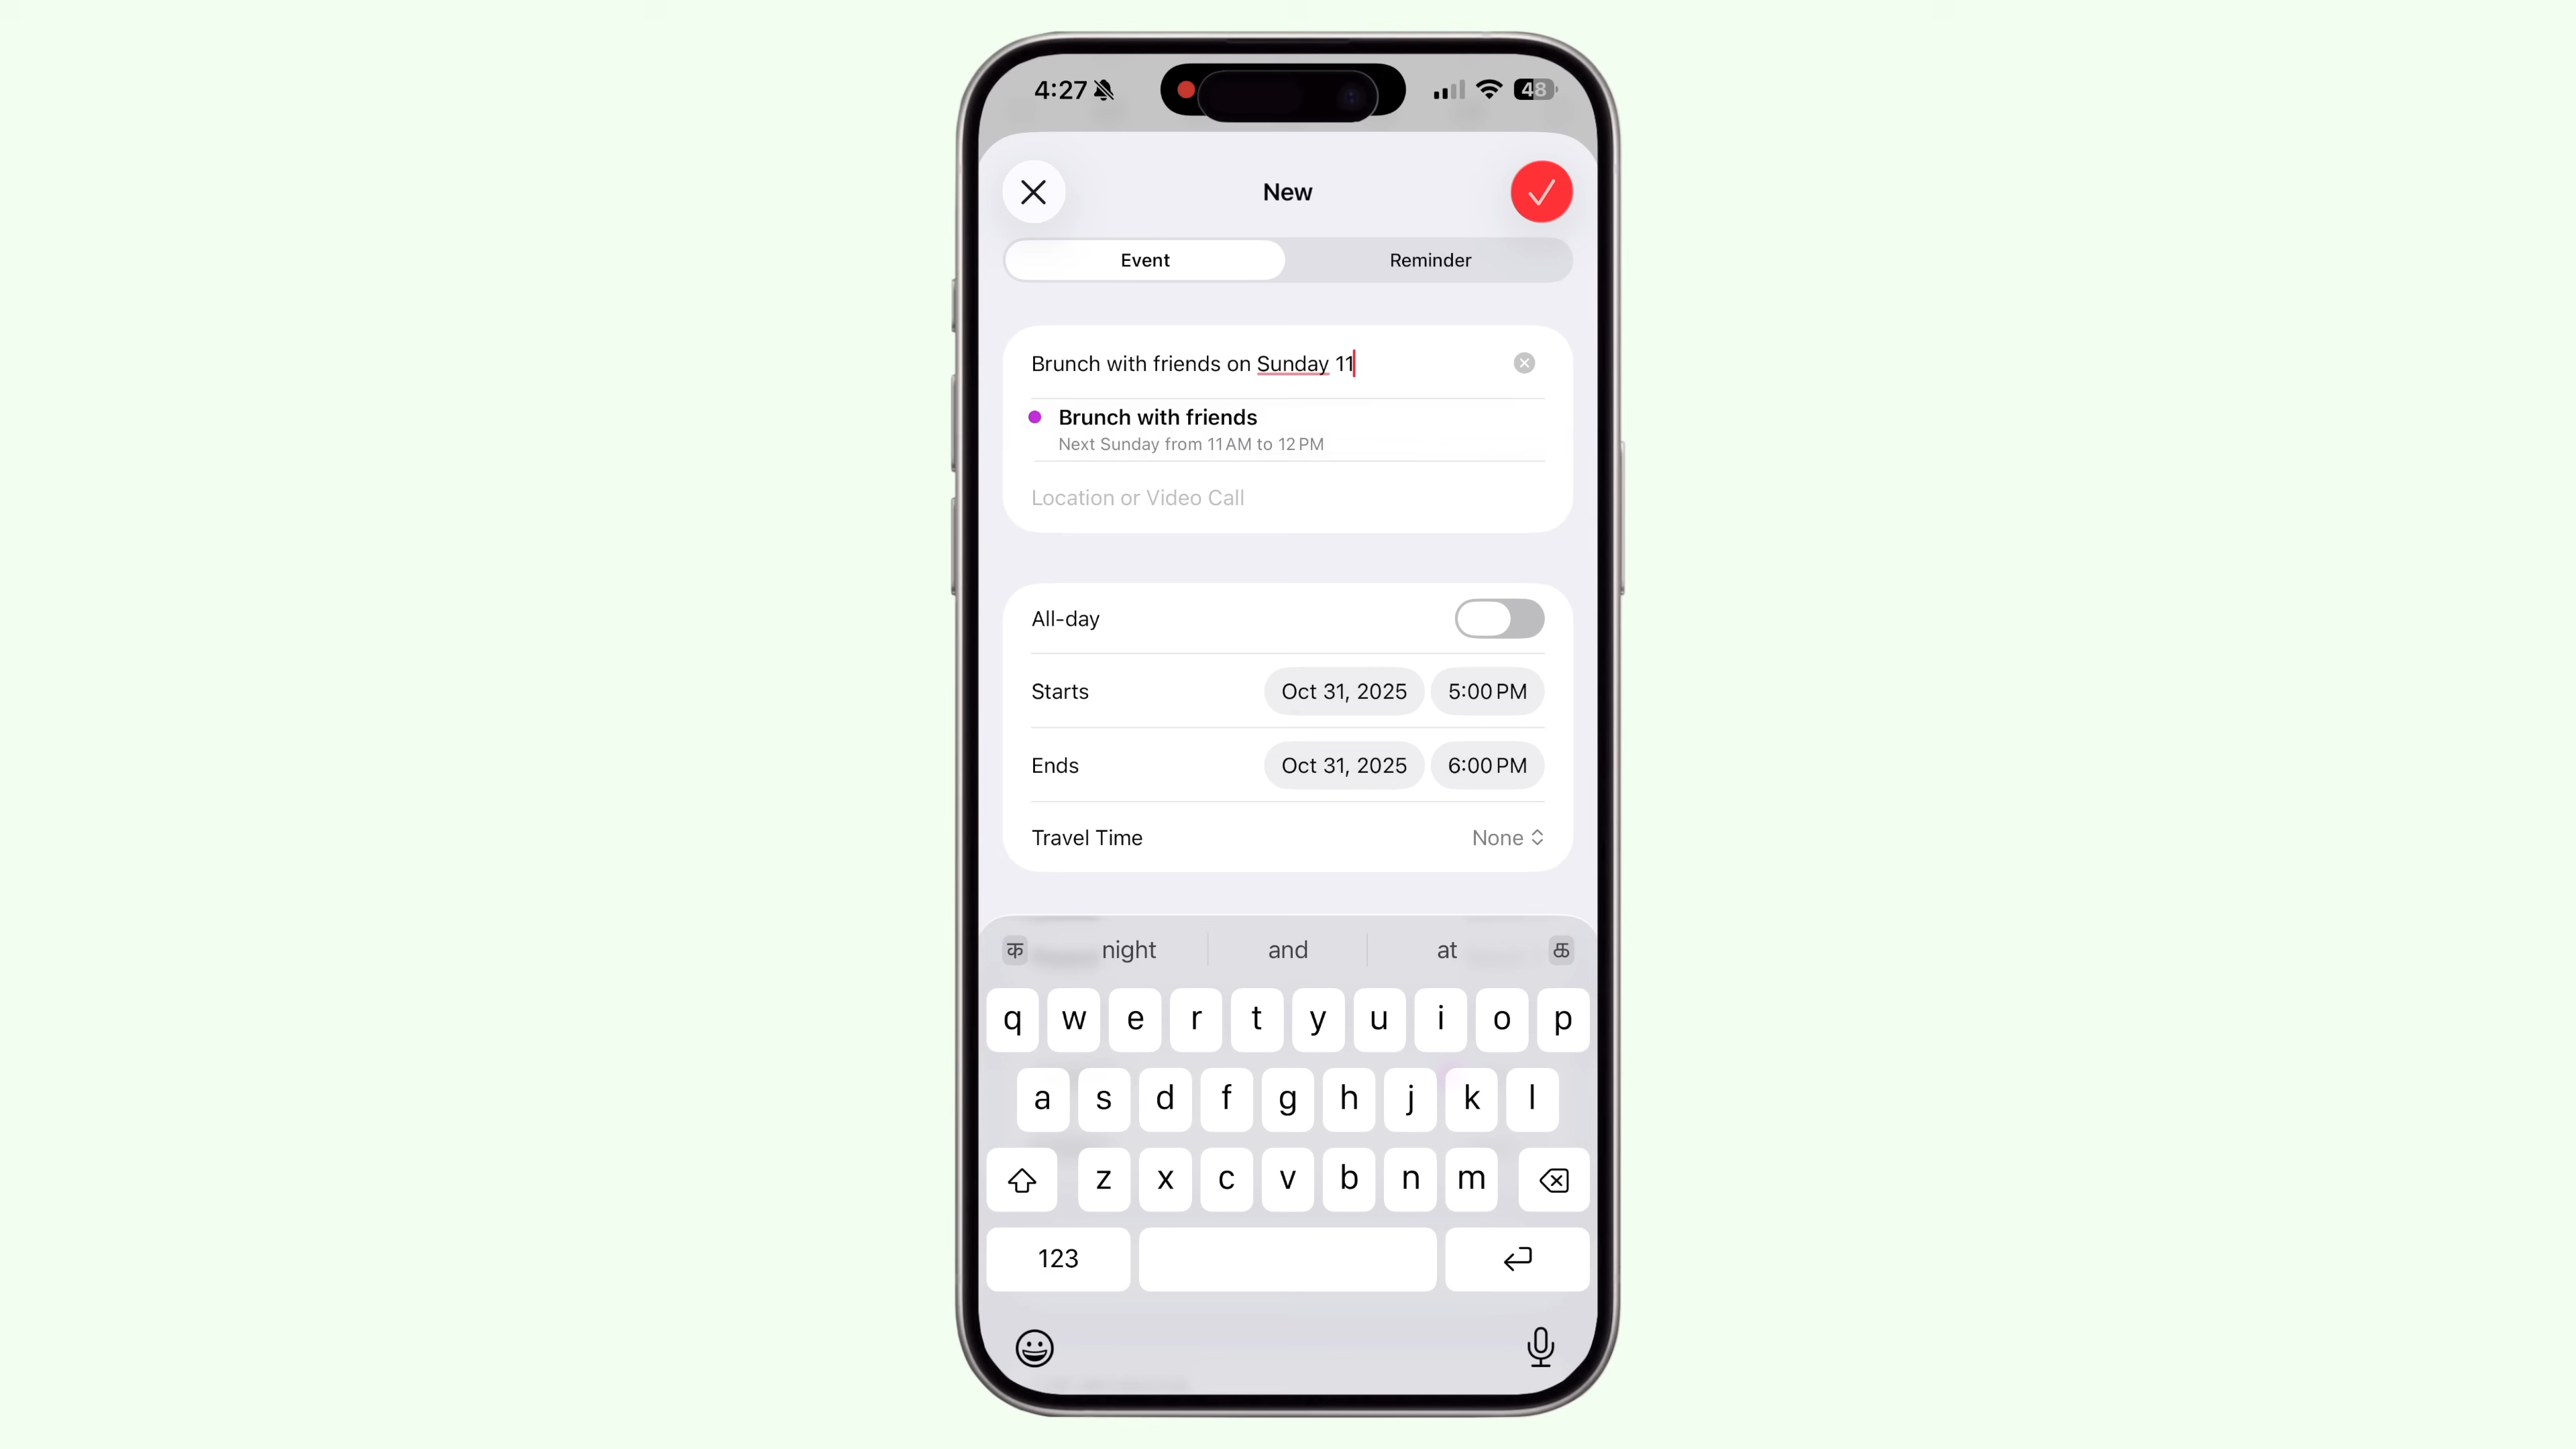 4:27
48
New
Event
Reminder
Brunch with friends on Sunday 11
Brunch with friends
Next Sunday from 11 AM to 12 PM
Location or Video Call
All-day
Starts
Oct 31, 2025
5:00 PM
Ends
Oct 31, 2025
6:00 PM
Travel Time
None
क
night
and
at
க
q w e r t y u i o p
a s d f g h j k l
z x c v b n m
123